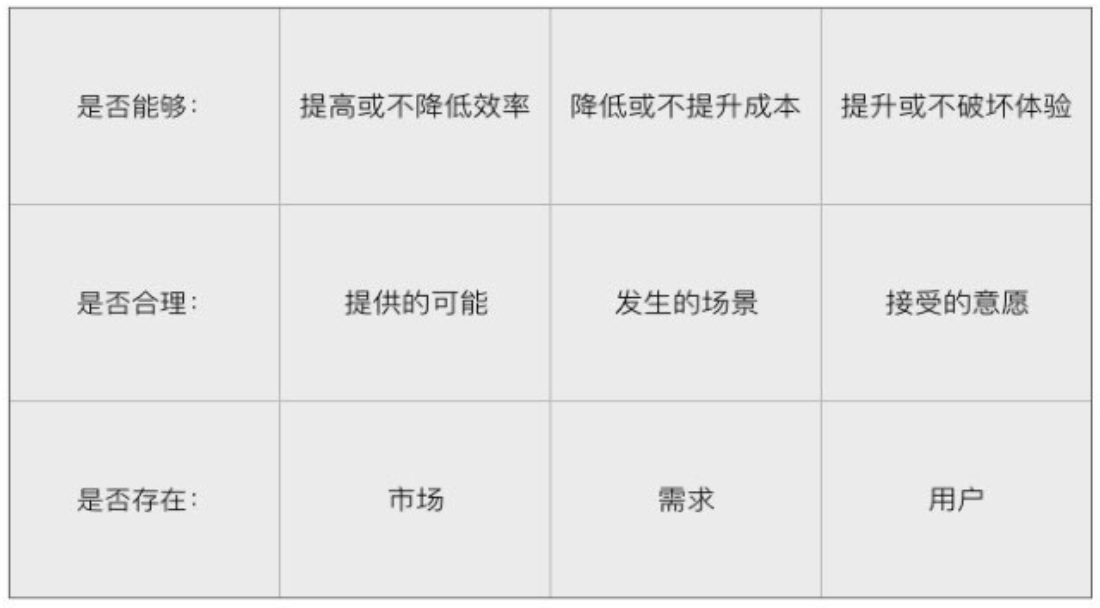 是否能够：
提高或不降低效率
降低或不提升成本
提升或不破坏体验
是否合理：
提供的可能
发生的场景
接受的意愿
是否存在：
市场
需求
用户